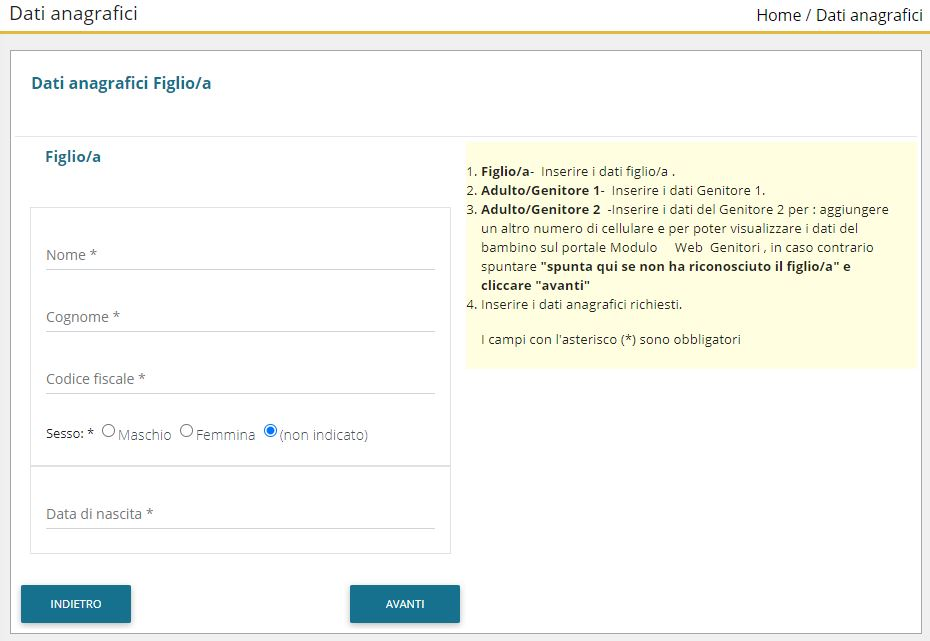 Dati anagrafici
Home / Dati anagrafici
Dati anagrafici Figlio/a
Figlio/a
Nome *
Cognome *
Codice fiscale *
Sesso: * Maschio Femmina (non indicato)
Data di nascita *
1. Figlio/a- Inserire i dati figlio/a .
2. Adulto/Genitore 1- Inserire i dati Genitore 1.
3. Adulto/Genitore 2 -Inserire i dati del Genitore 2 per : aggiungere
un altro numero di cellulare e per poter visualizzare i dati del
bambino sul portale Modulo Web Genitori , in caso contrario
spuntare "spunta qui se non ha riconosciuto il figlio/a" e
cliccare "avanti"
4. Inserire i dati anagrafici richiesti.
I campi con l'asterisco (*) sono obbligatori
INDIETRO
AVANTI